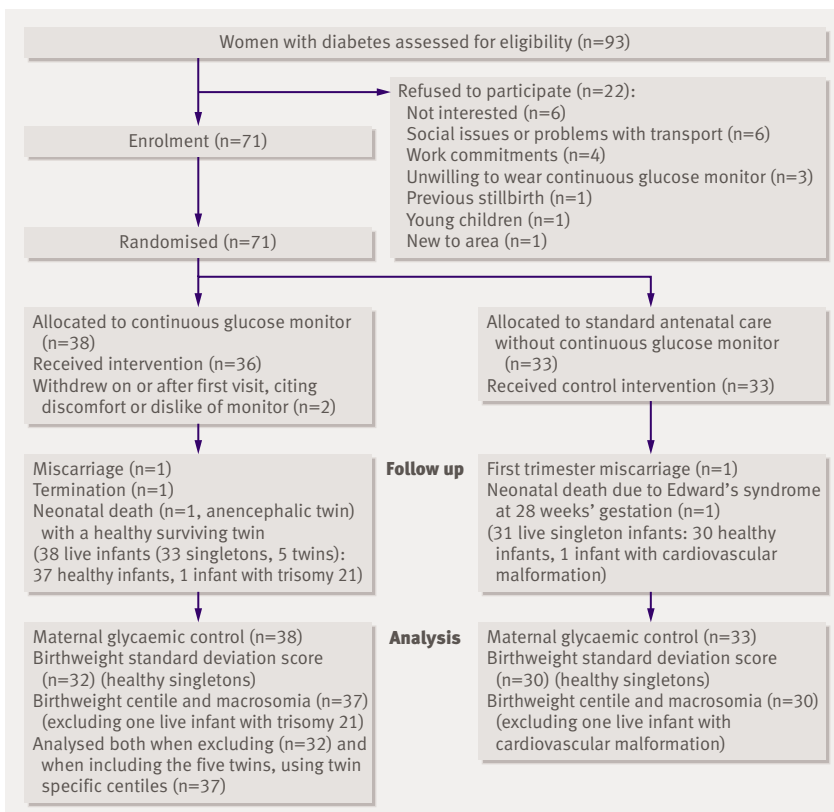 Women with diabetes assessed for eligibility (n=93)
Refused to participate (n=22):
Not interested (n=6)
Social issues or problems with transport (n=6)
Work commitments (n=4)
Unwilling to wear continuous glucose monitor (n=3)
Previous stillbirth (n=1)
Young children (n=1)
New to area (n=1)
Enrolment (n=71)
Randomised (n=71)
Allocated to continuous glucose monitor
(n=38)
Received intervention (n=36)
Withdrew on or after first visit, citing
discomfort or dislike of monitor (n=2)
Allocated to standard antenatal care
without continuous glucose monitor
(n=33)
Received control intervention (n=33)
Follow up
Miscarriage (n=1)
Termination (n=1)
Neonatal death (n=1, anencephalic twin)
with a healthy surviving twin
(38 live infants (33 singletons, 5 twins):
37 healthy infants, 1 infant with trisomy 21)
First trimester miscarriage (n=1)
Neonatal death due to Edward's syndrome
at 28 weeks' gestation (n=1)
(31 live singleton infants: 30 healthy
infants, 1 infant with cardiovascular
malformation)
Analysis
Maternal glycaemic control (n=38)
Birthweight standard deviation score
(n=32) (healthy singletons)
Birthweight centile and macrosomia (n=37)
(excluding one live infant with trisomy 21)
Analysed both when excluding (n=32) and
when including the five twins, using twin
specific centiles (n=37)
Maternal glycaemic control (n=33)
Birthweight standard deviation score
(n=30) (healthy singletons)
Birthweight centile and macrosomia (n=30)
(excluding one live infant with
cardiovascular malformation)